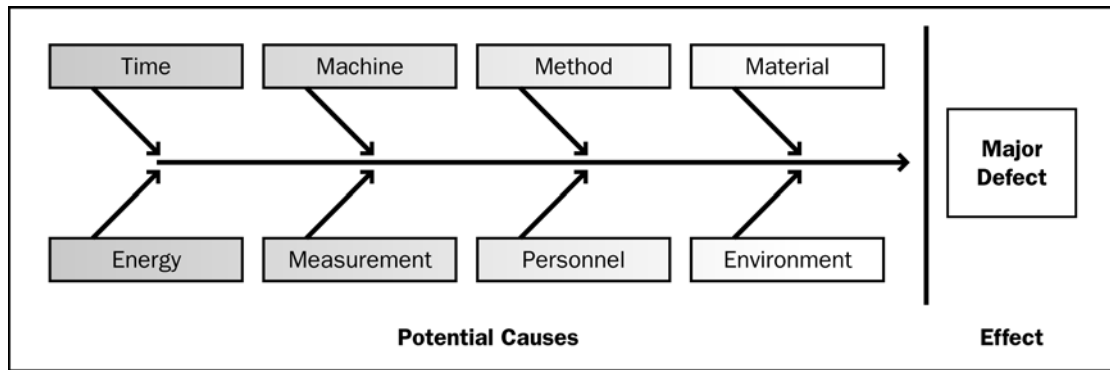 Time
Machine
Method
Material
Major
Defect
Energy
Measurement
Personnel
Environment
Potential Causes
Effect